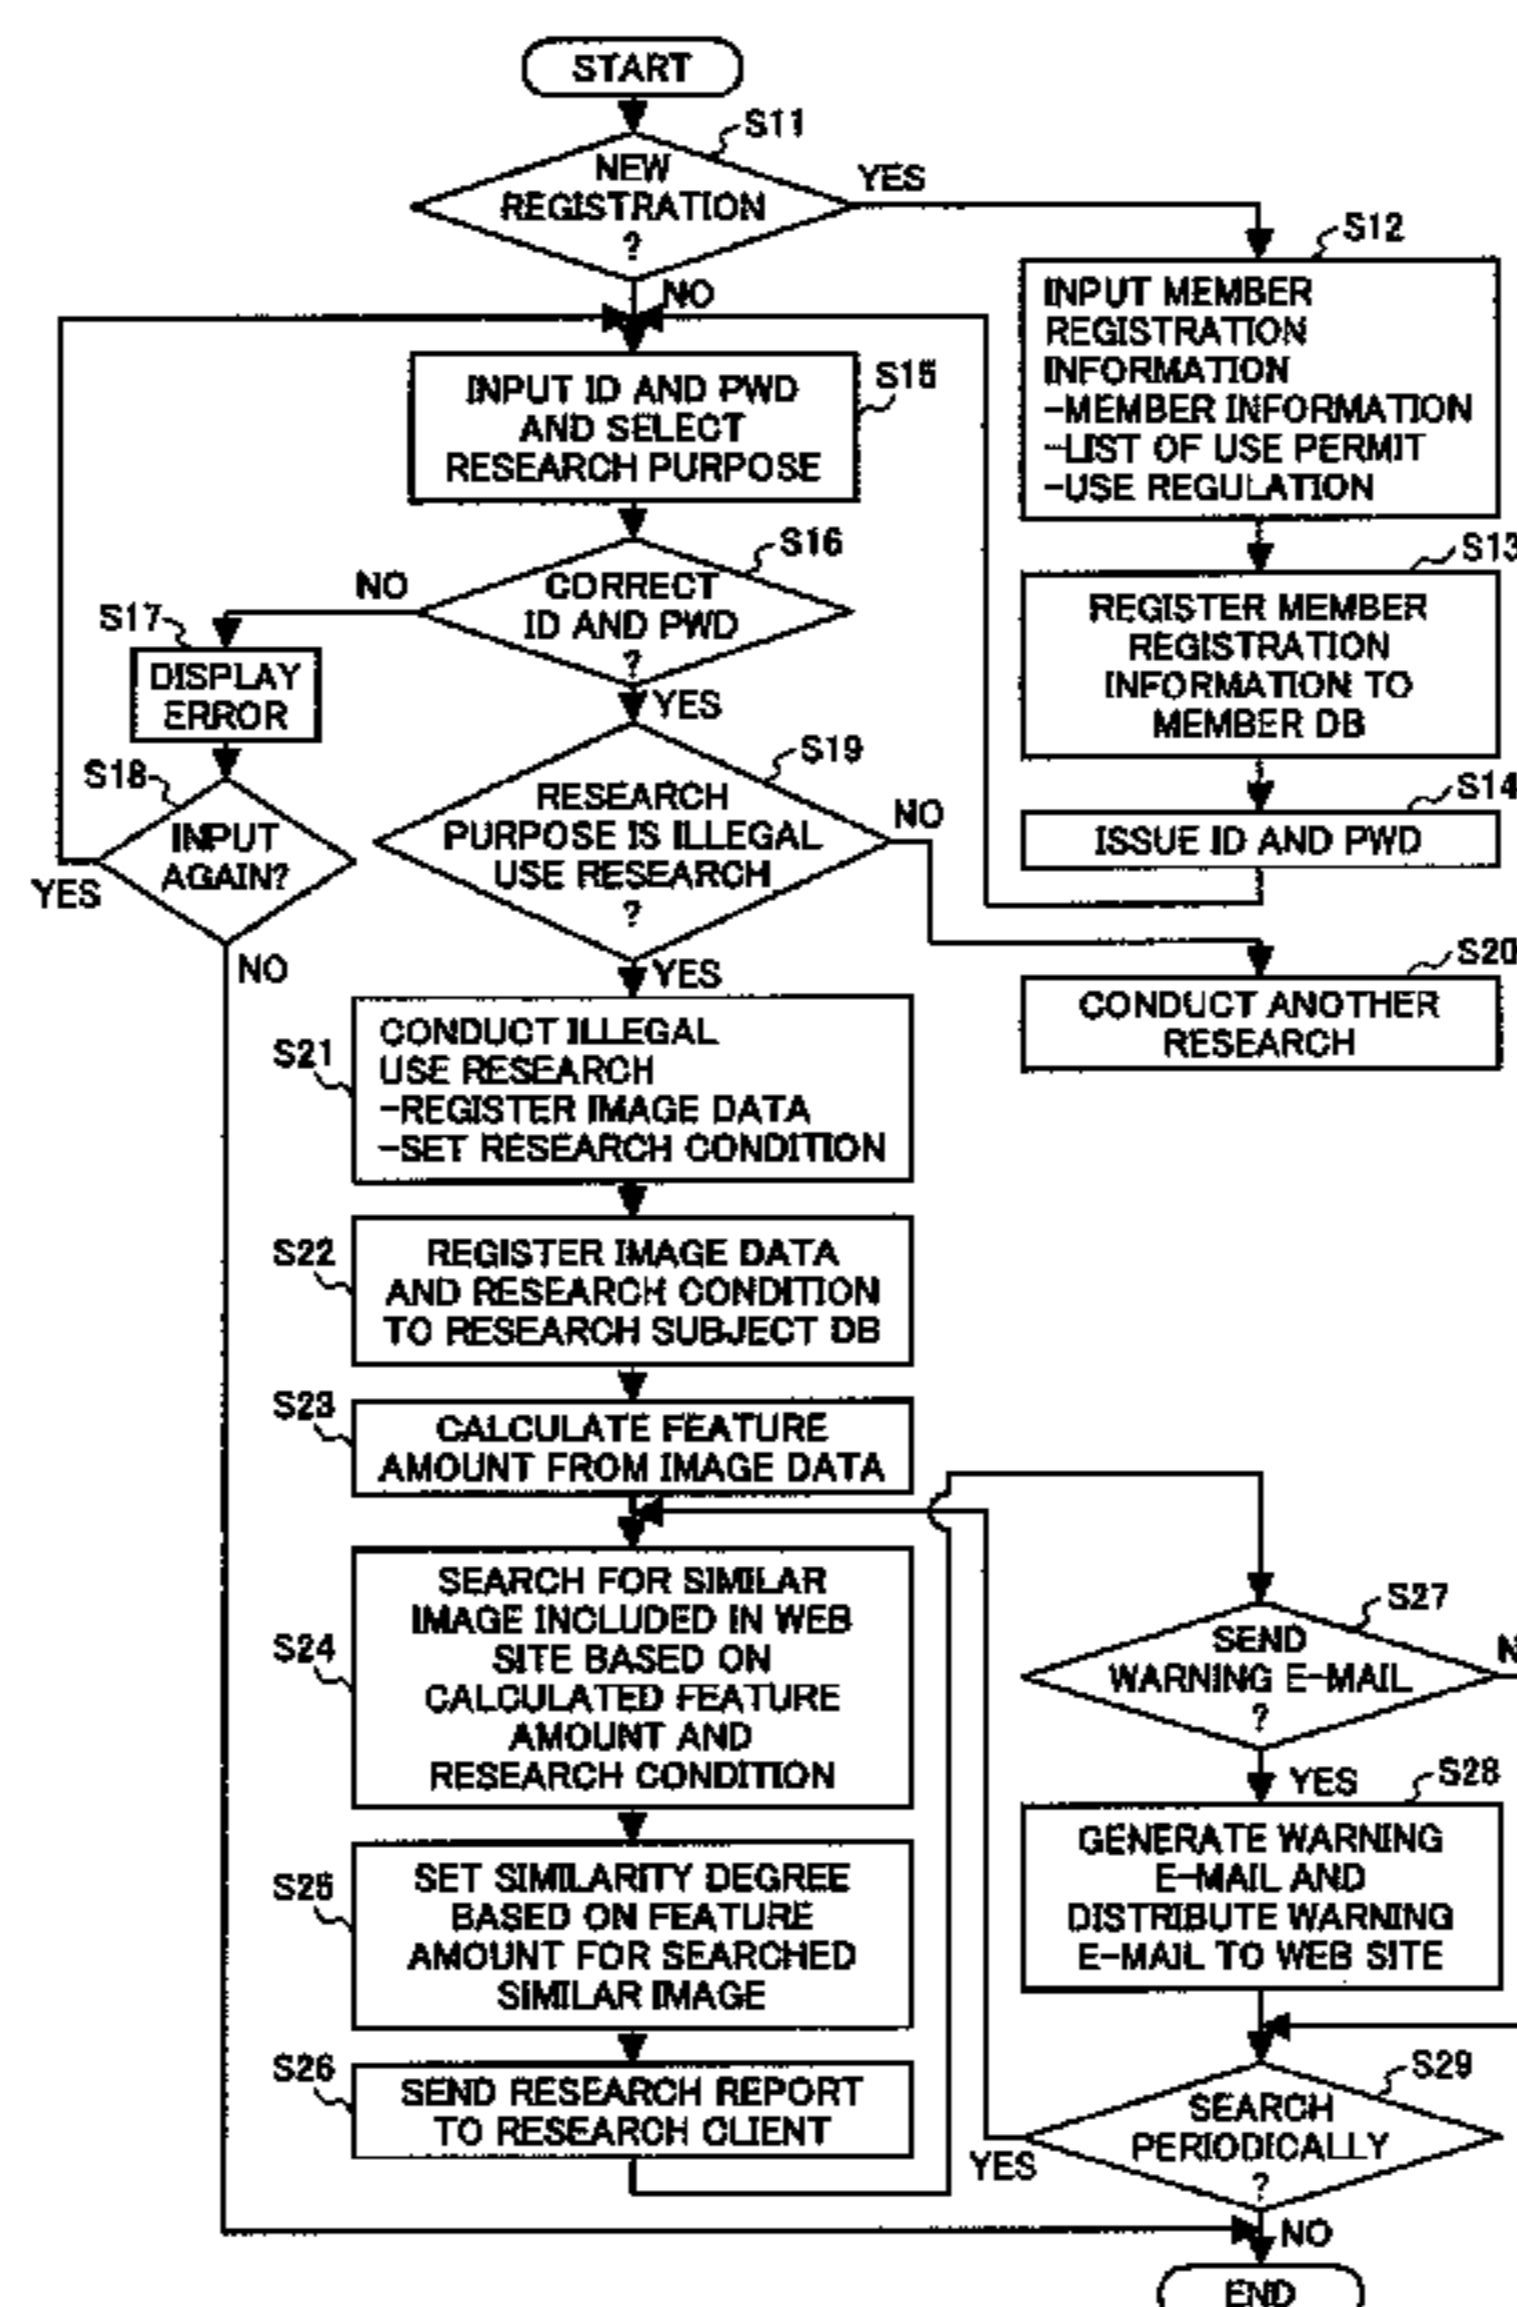 START
S11
NEW
REGISTRATION
?
YES
NO
S12
INPUT MEMBER
REGISTRATION
INFORMATION
-MEMBER INFORMATION
-LIST OF USE PERMIT
-USE REGULATION
S13
REGISTER MEMBER
REGISTRATION
INFORMATION TO
MEMBER DB
S14
ISSUE ID AND PWD
S15
INPUT ID AND PWD
AND SELECT
RESEARCH PURPOSE
S16
CORRECT
ID AND PWD
?
NO
YES
S17
DISPLAY
ERROR
S18
INPUT
AGAIN?
YES
NO
S19
RESEARCH
PURPOSE IS ILLEGAL
USE RESEARCH
?
NO
YES
S20
CONDUCT ANOTHER
RESEARCH
S21
CONDUCT ILLEGAL
USE RESEARCH
-REGISTER IMAGE DATA
-SET RESEARCH CONDITION
S22
REGISTER IMAGE DATA
AND RESEARCH CONDITION
TO RESEARCH SUBJECT DB
S23
CALCULATE FEATURE
AMOUNT FROM IMAGE DATA
S24
SEARCH FOR SIMILAR
IMAGE INCLUDED IN WEB
SITE BASED ON
CALCULATED FEATURE
AMOUNT AND
RESEARCH CONDITION
S25
SET SIMILARITY DEGREE
BASED ON FEATURE
AMOUNT FOR SEARCHED
SIMILAR IMAGE
S26
SEND RESEARCH REPORT
TO RESEARCH CLIENT
S27
SEND
WARNING E-MAIL
?
YES
S28
GENERATE WARNING
E-MAIL AND
DISTRIBUTE WARNING
E-MAIL TO WEB SITE
S29
SEARCH
PERIODICALLY
?
YES
NO
END